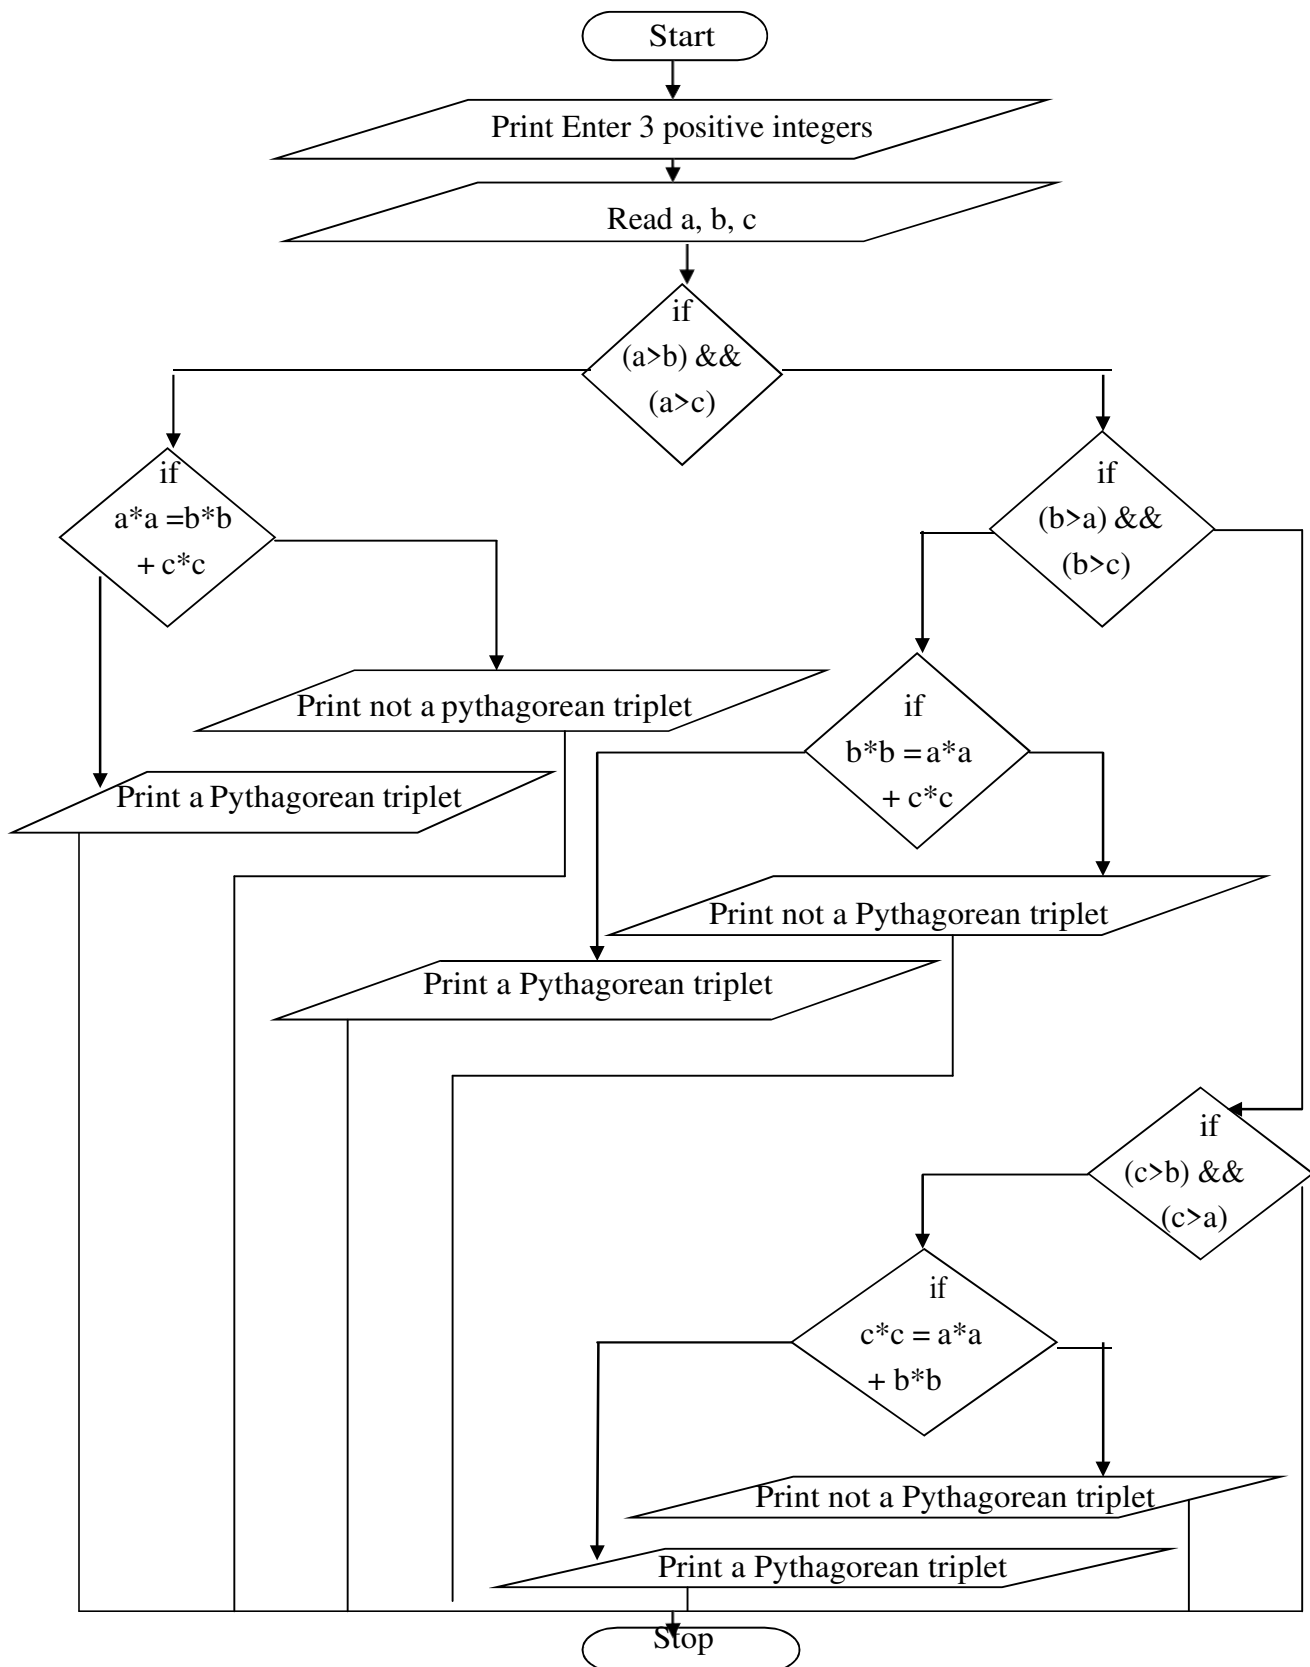 Start
Print Enter 3 positive integers
Read a, b, c
if
(a>b) &&
(a>c)
if
a*a =b*b
+ c*c
if
(b>a) &&
(b>c)
Print not a pythagorean triplet
if
b*b = a*a
+ c*c
Print a Pythagorean triplet
Print not a Pythagorean triplet
Print a Pythagorean triplet
if
(c>b) &&
(c>a)
if
c*c = a*a
+ b*b
Print not a Pythagorean triplet
Print a Pythagorean triplet
Stop